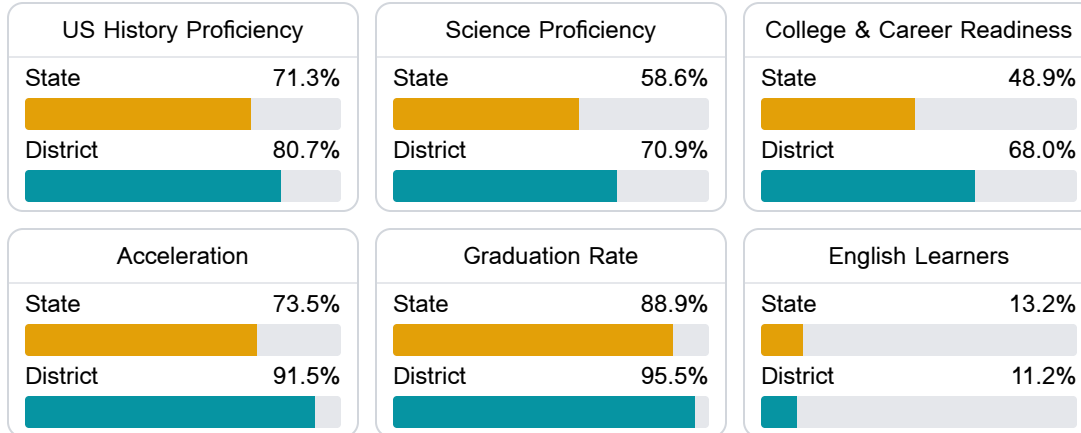 US History Proficiency
State 71.3%
District 80.7%
Science Proficiency
State 58.6%
District 70.9%
College & Career Readiness
State 48.9%
District 68.0%
Acceleration
State 73.5%
District 91.5%
Graduation Rate
State 88.9%
District 95.5%
English Learners
State 13.2%
District 11.2%